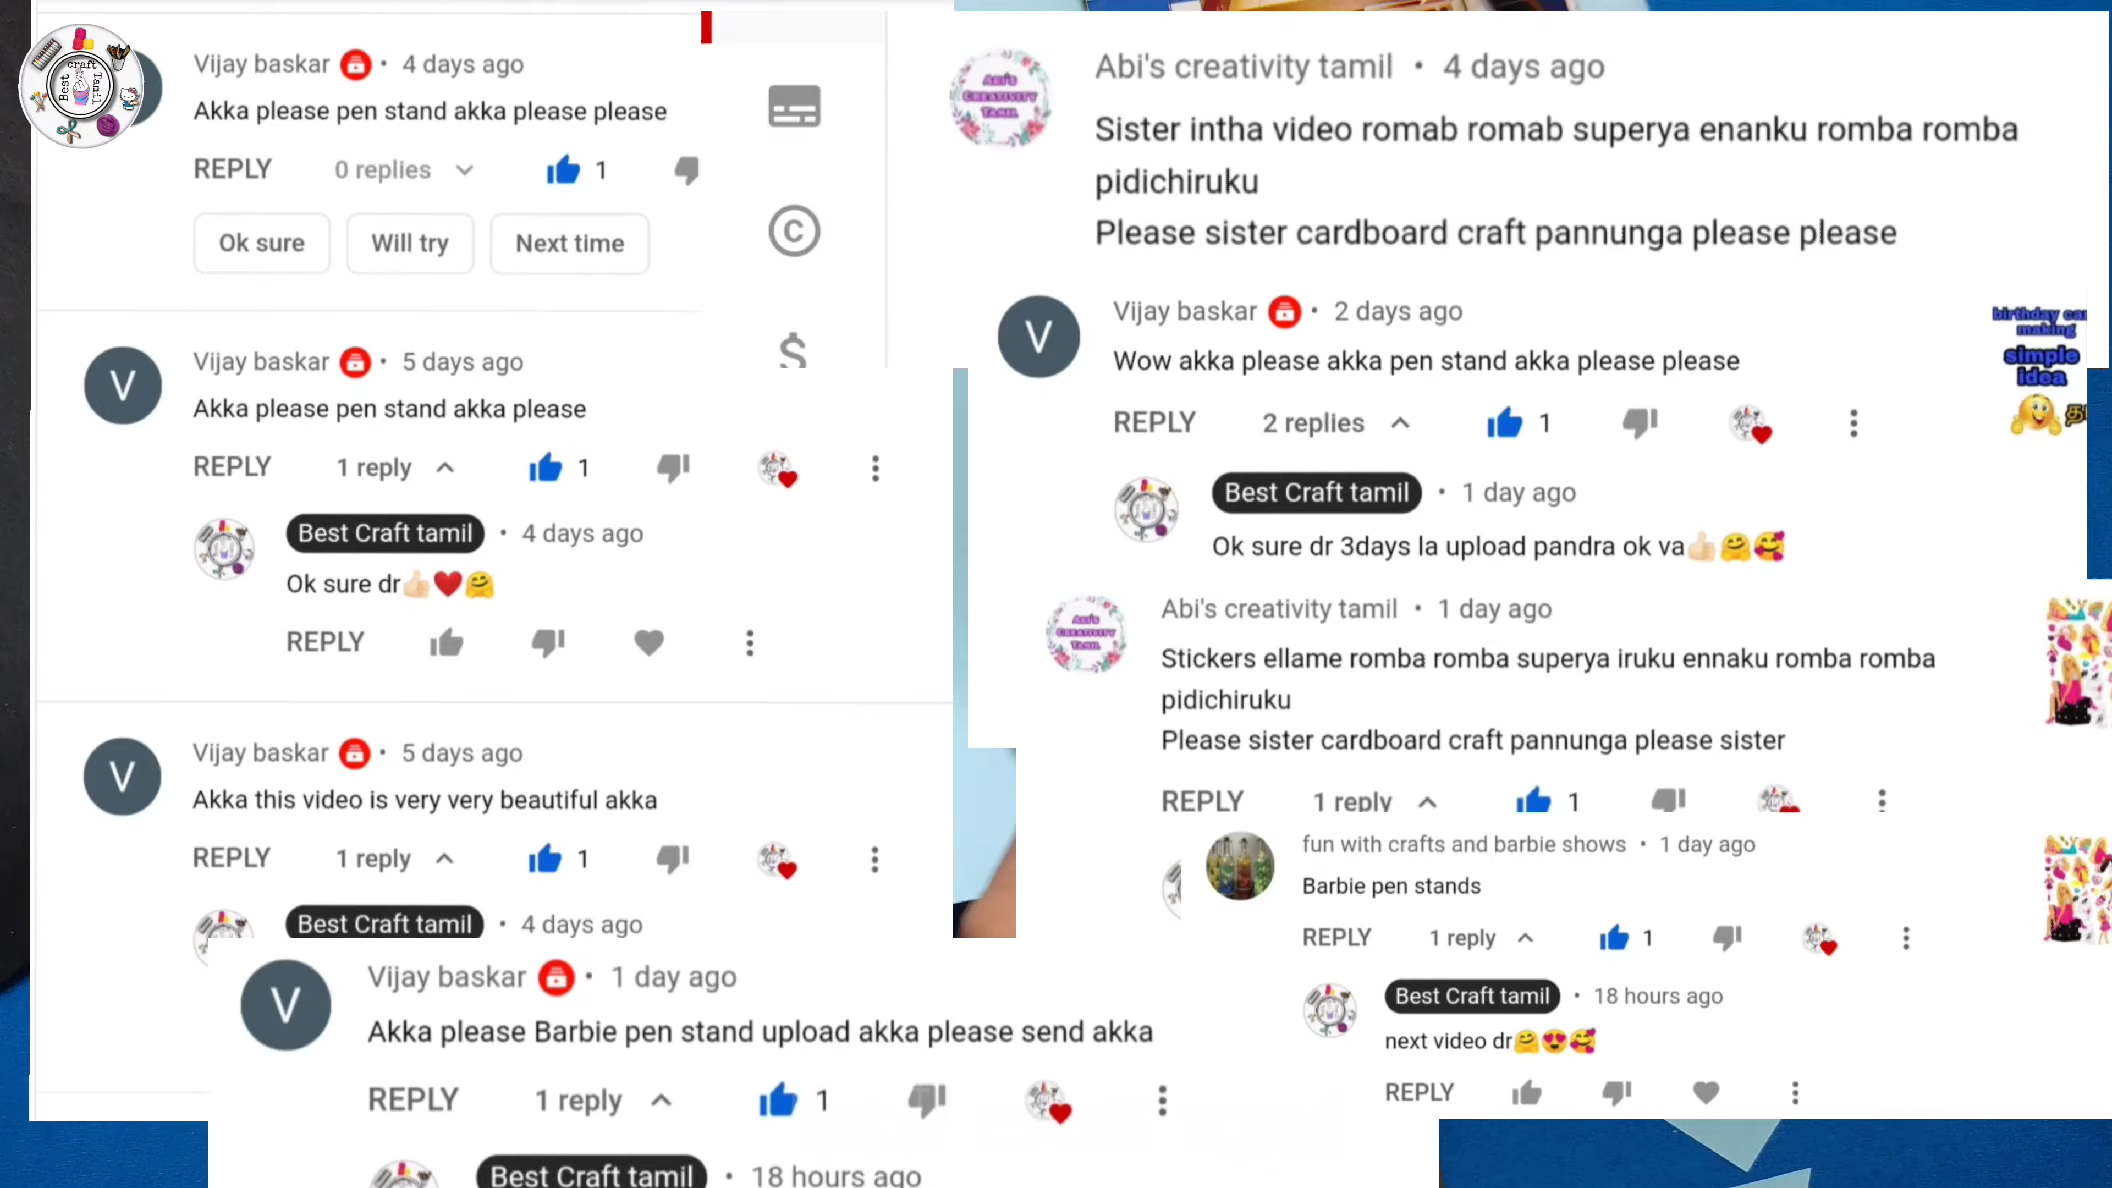 Best Craft Tamil
Vijay baskar • 4 days ago
Akka please pen stand akka please please
REPLY 0 replies 1
Ok sure Will try Next time
Vijay baskar • 5 days ago
Akka please pen stand akka please
REPLY 1 reply 1
Best Craft tamil • 4 days ago
Ok sure dr👍🏻❤️🤗
REPLY
Vijay baskar • 5 days ago
Akka this video is very very beautiful akka
REPLY 1 reply 1
Best Craft tamil • 4 days ago
V Vijay baskar • 1 day ago
Akka please Barbie pen stand upload akka please send akka
REPLY 1 reply 1
Best Craft tamil • 18 hours ago
ABI'S CREATIVITY TAMIL
Abi's creativity tamil • 4 days ago
Sister intha video romab romab superya enanku romba romba
pidichiruku
Please sister cardboard craft pannunga please please
V Vijay baskar • 2 days ago
Wow akka please akka pen stand akka please please
birthday
making
simple
idea
REPLY 2 replies 1
Best Craft tamil • 1 day ago
Ok sure dr 3days la upload pandra ok va👍🏻🤗🥰
Abi's creativity tamil • 1 day ago
Stickers ellame romba romba superya iruku ennaku romba romba
pidichiruku
Please sister cardboard craft pannunga please sister
REPLY 1 reply 1
fun with crafts and barbie shows • 1 day ago
Barbie pen stands
REPLY 1 reply 1
Best Craft tamil • 18 hours ago
next video dr🤗😍🥰
REPLY